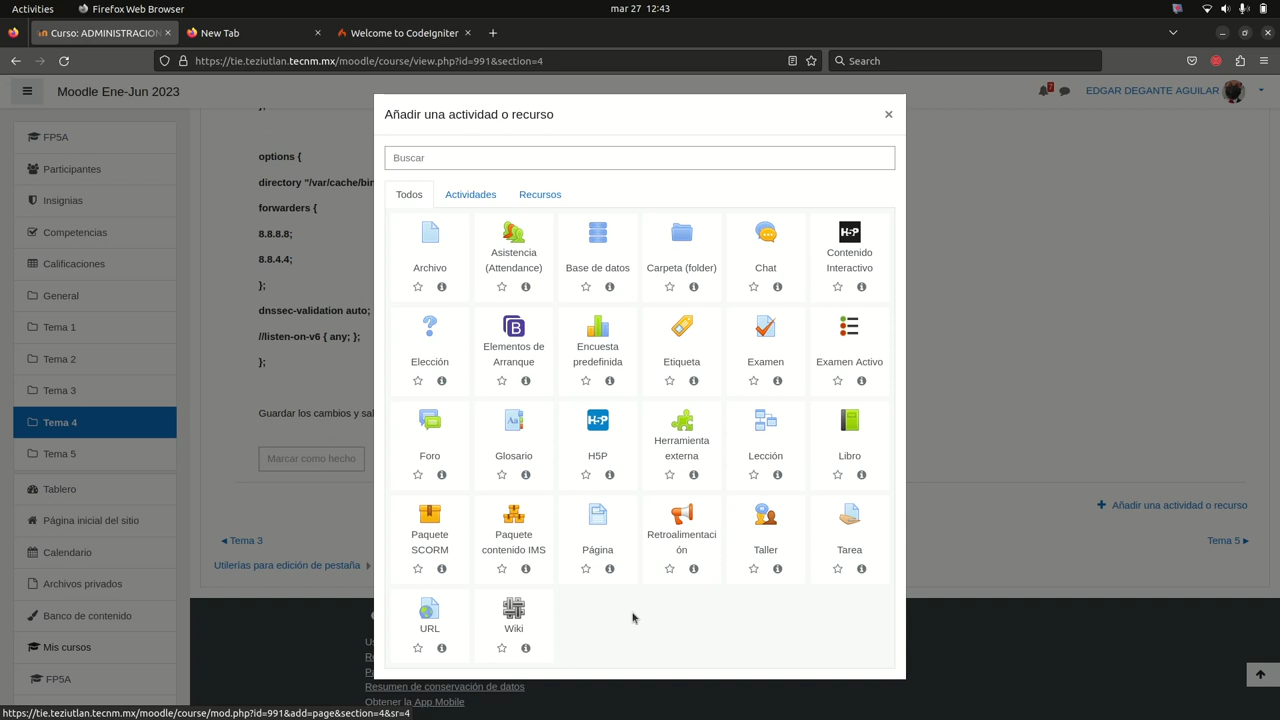 Activities
Firefox Web Browser
mar 27 12:43
Curso: ADMINISTRACION
New Tab
Welcome to CodeIgniter
https://tie.teziutlan.tecnm.mx/moodle/course/view.php?id=991&section=4
Search
Moodle Ene-Jun 2023
7
EDGAR DEGANTE AGUILAR
FP5A
Participantes
Insignias
Competencias
Calificaciones
General
Tema 1
Tema 2
Tema 3
Tema 4
Tema 5
Tablero
Página inicial del sitio
Calendario
Archivos privados
Banco de contenido
Mis cursos
FP5A
};
options {
directory "/var/cache/bin
forwarders {
8.8.8.8;
8.8.4.4;
};
dnssec-validation auto;
//listen-on-v6 { any; };
};
Guardar los cambios y sal
Marcar como hecho
Añadir una actividad o recurso
◄ Tema 3
Tema 5 ►
Utilerías para edición de pestaña
Añadir una actividad o recurso
×
Buscar
Todos
Actividades
Recursos
Archivo
Asistencia
(Attendance)
Base de datos
Carpeta (folder)
Chat
H5P
Contenido
Interactivo
Elección
B
Elementos de
Arranque
Encuesta
predefinida
Etiqueta
Examen
Examen Activo
Foro
Aa
Glosario
H5P
H5P
Herramienta
externa
Lección
Libro
Paquete
SCORM
Paquete
contenido IMS
Página
Retroalimentaci
ón
Taller
Tarea
URL
Wiki
Resumen de conservación de datos
Obtener la App Mobile
https://tie.teziutlan.tecnm.mx/moodle/course/mod.php?id=991&add=page&section=4&sr=4